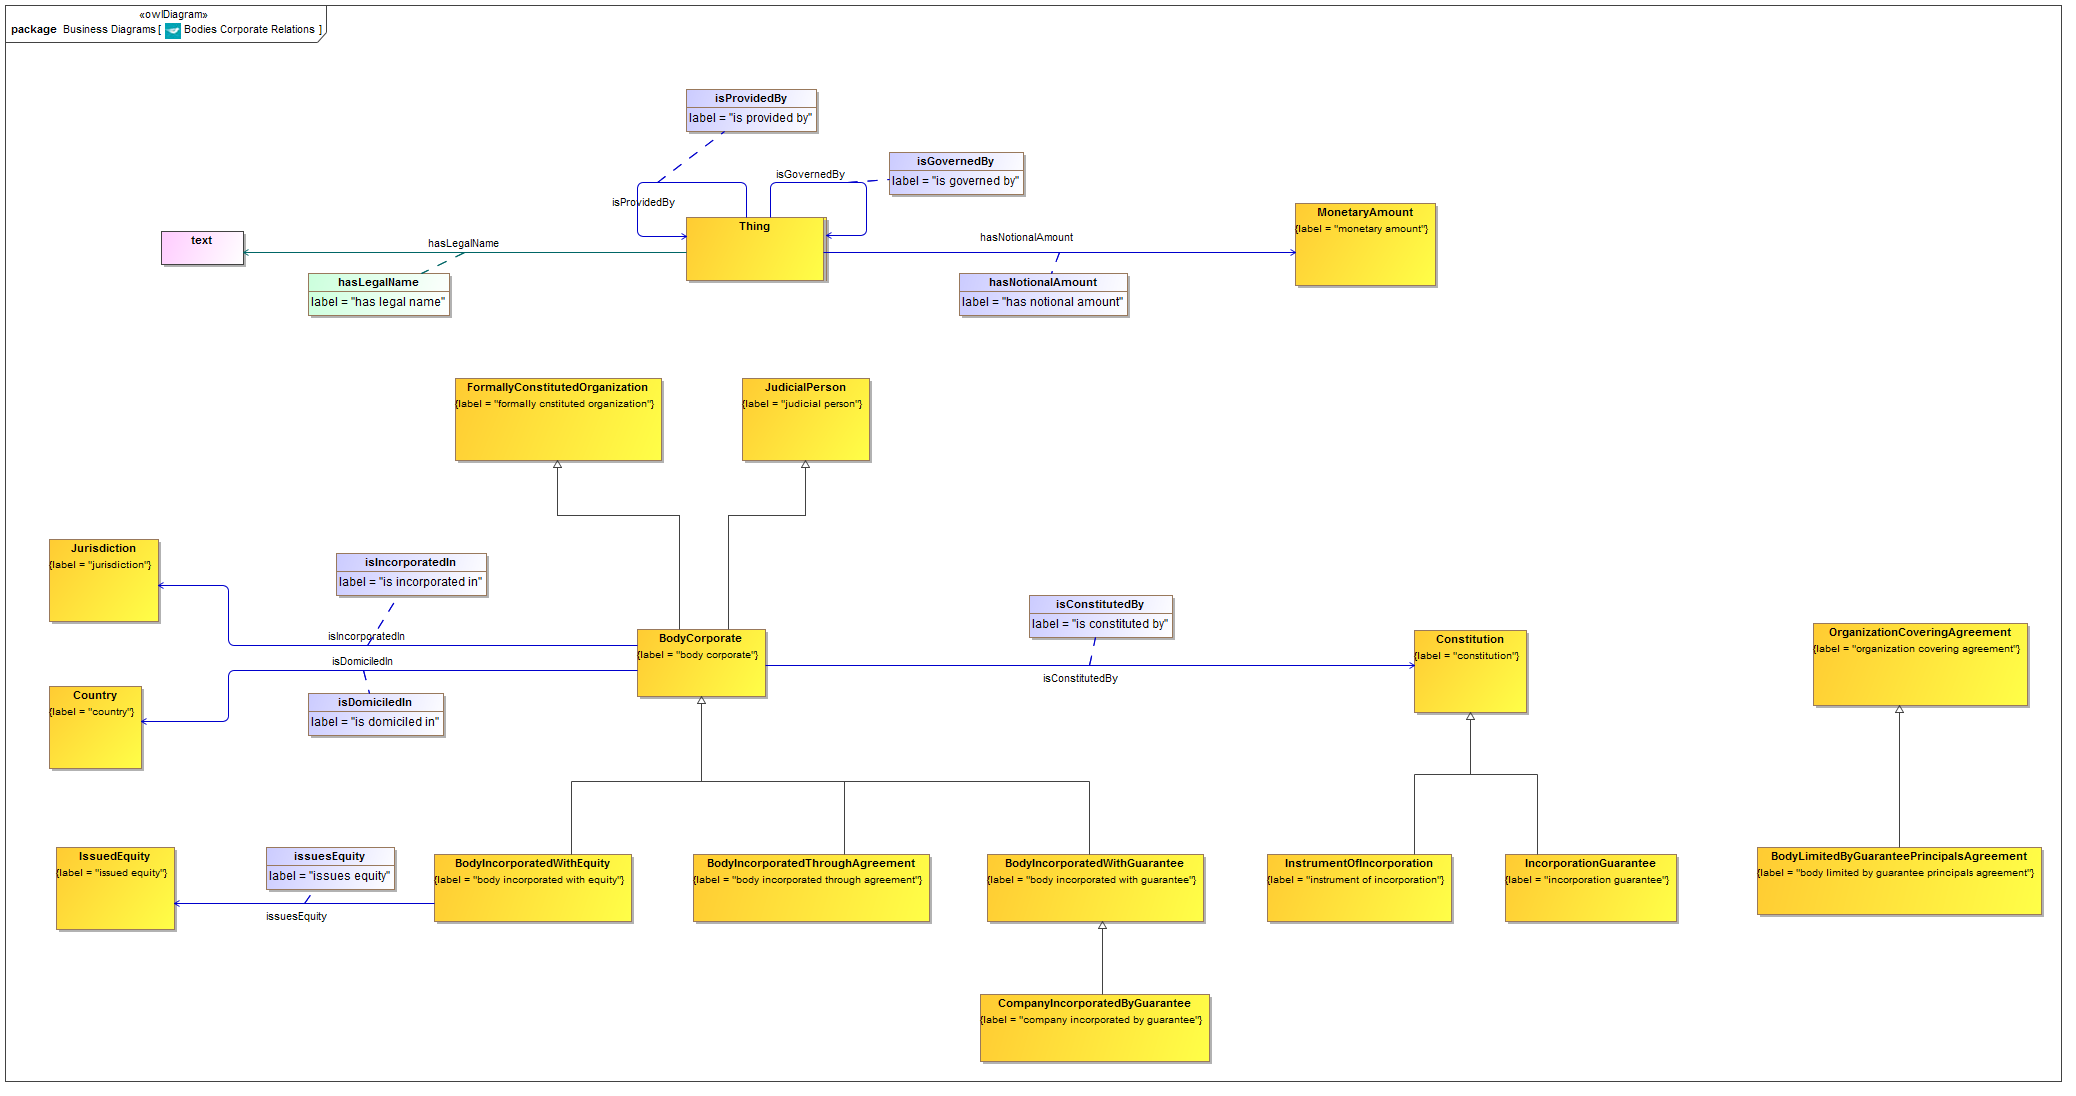 «owlDiagram»
package Business Diagrams [ Bodies Corporate Relations ]
isProvidedBy
label = "is provided by"
isGovernedBy
label = "is governed by"
isGovernedBy
isProvidedBy
Thing
MonetaryAmount
{label = "monetary amount"}
text
hasLegalName
hasNotionalAmount
hasLegalName
label = "has legal name"
hasNotionalAmount
label = "has notional amount"
FormallyConstitutedOrganization
{label = "formally cnstituted organization"}
JudicialPerson
{label = "judicial person"}
Jurisdiction
{label = "jurisdiction"}
isIncorporatedIn
label = "is incorporated in"
isIncorporatedIn
isDomiciledIn
isDomiciledIn
label = "is domiciled in"
Country
{label = "country"}
BodyCorporate
{label = "body corporate"}
isConstitutedBy
label = "is constituted by"
isConstitutedBy
Constitution
{label = "constitution"}
OrganizationCoveringAgreement
{label = "organization covering agreement"}
IssuedEquity
{label = "issued equity"}
issuesEquity
label = "issues equity"
issuesEquity
BodyIncorporatedWithEquity
{label = "body incorporated with equity"}
BodyIncorporatedThroughAgreement
{label = "body incorporated through agreement"}
BodyIncorporatedWithGuarantee
{label = "body incorporated with guarantee"}
InstrumentOfIncorporation
{label = "instrument of incorporation"}
IncorporationGuarantee
{label = "incorporation guarantee"}
BodyLimitedByGuaranteePrincipalsAgreement
{label = "body limited by guarantee principals agreement"}
CompanyIncorporatedByGuarantee
{label = "company incorporated by guarantee"}